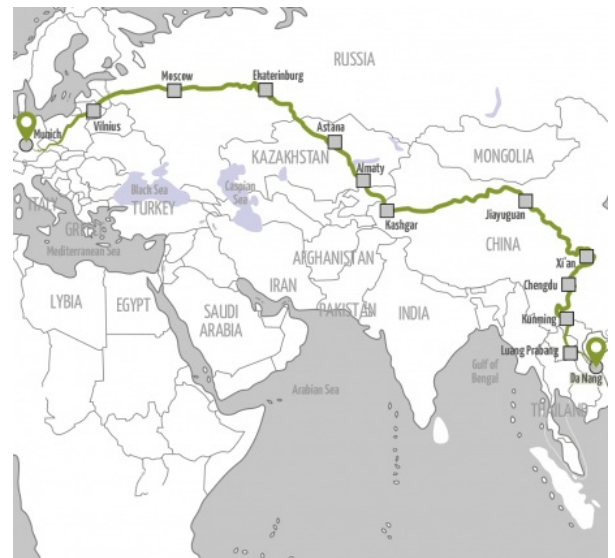 RUSSIA
Moscow
Ekaterinburg
Munich
Vilnius
Astana
KAZAKHSTAN
Almaty
MONGOLIA
Black Sea
Caspian
Sea
ITALY
TURKEY
GREECE
Kashgar
Jiayuguan
Mediterranean Sea
CHINA
Xi'an
AFGHANISTAN
IRAN
Chengdu
LYBIA
EGYPT
SAUDI
ARABIA
PAKISTAN
INDIA
Kunming
Luang Prabang
Gulf of
Bengal
Da Nang
Arabian Sea
THAILAND